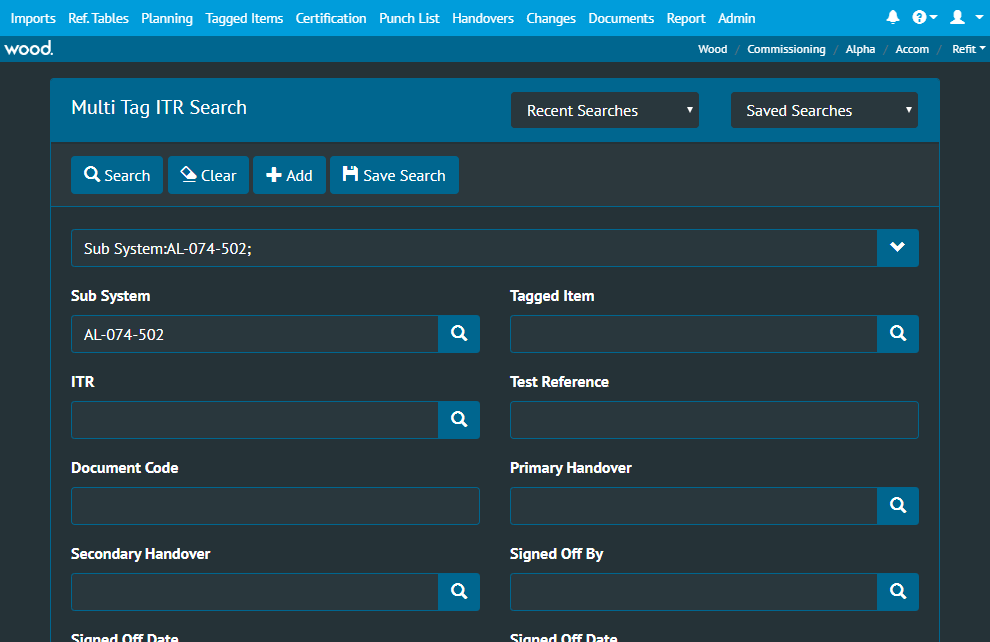 Imports Ref. Tables Planning Tagged Items Certification Punch List Handovers Changes Documents Report Admin
wood. Wood / Commissioning / Alpha / Accom / Refit
Multi Tag ITR Search Recent Searches Saved Searches
Search Clear Add Save Search
Sub System:AL-074-502;
Sub System Tagged Item
AL-074-502
ITR Test Reference
Document Code Primary Handover
Secondary Handover Signed Off By
Signed Off Date Signed Off Date